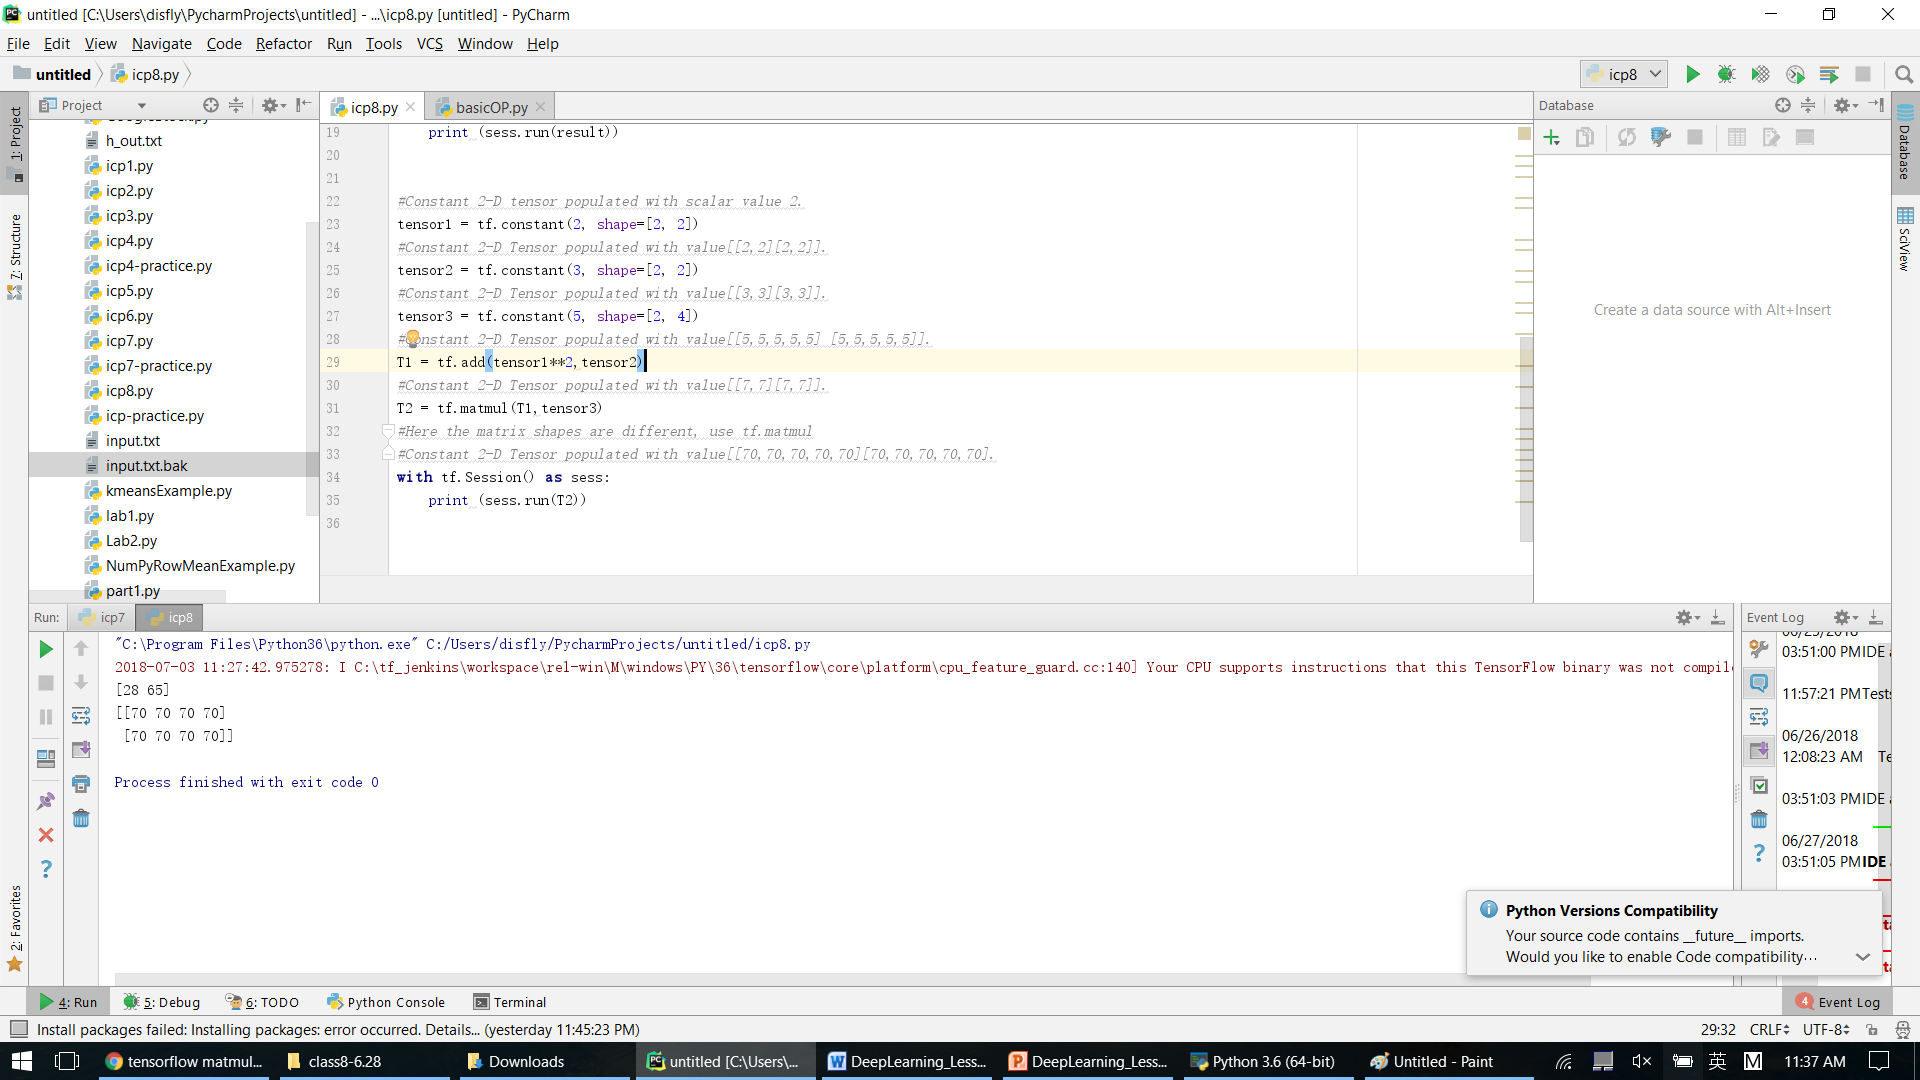 untitled [C:\Users\disfly\PycharmProjects\untitled] - ...\icp8.py [untitled] - PyCharm
File Edit View Navigate Code Refactor Run Tools VCS Window Help
untitled icp8.py
icp8
Project
icp8.py
basicOP.py
Database
1: Project
7: Structure
2: Favorites
h_out.txt
icp1.py
icp2.py
icp3.py
icp4.py
icp4-practice.py
icp5.py
icp6.py
icp7.py
icp7-practice.py
icp8.py
icp-practice.py
input.txt
input.txt.bak
kmeansExample.py
lab1.py
Lab2.py
NumPyRowMeanExample.py
part1.py
19 print (sess.run(result))
20
21
22 #Constant 2-D tensor populated with scalar value 2.
23 tensor1 = tf.constant(2, shape=[2, 2])
24 #Constant 2-D Tensor populated with value[[2,2][2,2]].
25 tensor2 = tf.constant(3, shape=[2, 2])
26 #Constant 2-D Tensor populated with value[[3,3][3,3]].
27 tensor3 = tf.constant(5, shape=[2, 4])
28 #Constant 2-D Tensor populated with value[[5,5,5,5,5] [5,5,5,5,5]].
29 T1 = tf.add(tensor1**2,tensor2)
30 #Constant 2-D Tensor populated with value[[7,7][7,7]].
31 T2 = tf.matmul(T1,tensor3)
32 #Here the matrix shapes are different, use tf.matmul
33 #Constant 2-D Tensor populated with value[[70,70,70,70,70][70,70,70,70,70].
34 with tf.Session() as sess:
35 print (sess.run(T2))
36
Create a data source with Alt+Insert
Database
SciView
Run: icp7 icp8
"C:\Program Files\Python36\python.exe" C:/Users/disfly/PycharmProjects/untitled/icp8.py
2018-07-03 11:27:42.975278: I C:\tf_jenkins\workspace\rel-win\M\windows\PY\36\tensorflow\core\platform\cpu_feature_guard.cc:140] Your CPU supports instructions that this TensorFlow binary was not compil
[28 65]
[[70 70 70 70]
[70 70 70 70]]
Process finished with exit code 0
Event Log
03:51:00 PM IDE
11:57:21 PM Tests
06/26/2018
12:08:23 AM Te
03:51:03 PM IDE
06/27/2018
03:51:05 PM IDE
Python Versions Compatibility
Your source code contains __future__ imports.
Would you like to enable Code compatibility...
4: Run 5: Debug 6: TODO Python Console Terminal
4 Event Log
Install packages failed: Installing packages: error occurred. Details... (yesterday 11:45:23 PM)
29:32 CRLF UTF-8
tensorflow matmul...
class8-6.28
Downloads
untitled [C:\Users\...
DeepLearning_Less...
DeepLearning_Less...
Python 3.6 (64-bit)
Untitled - Paint
英
M
11:37 AM